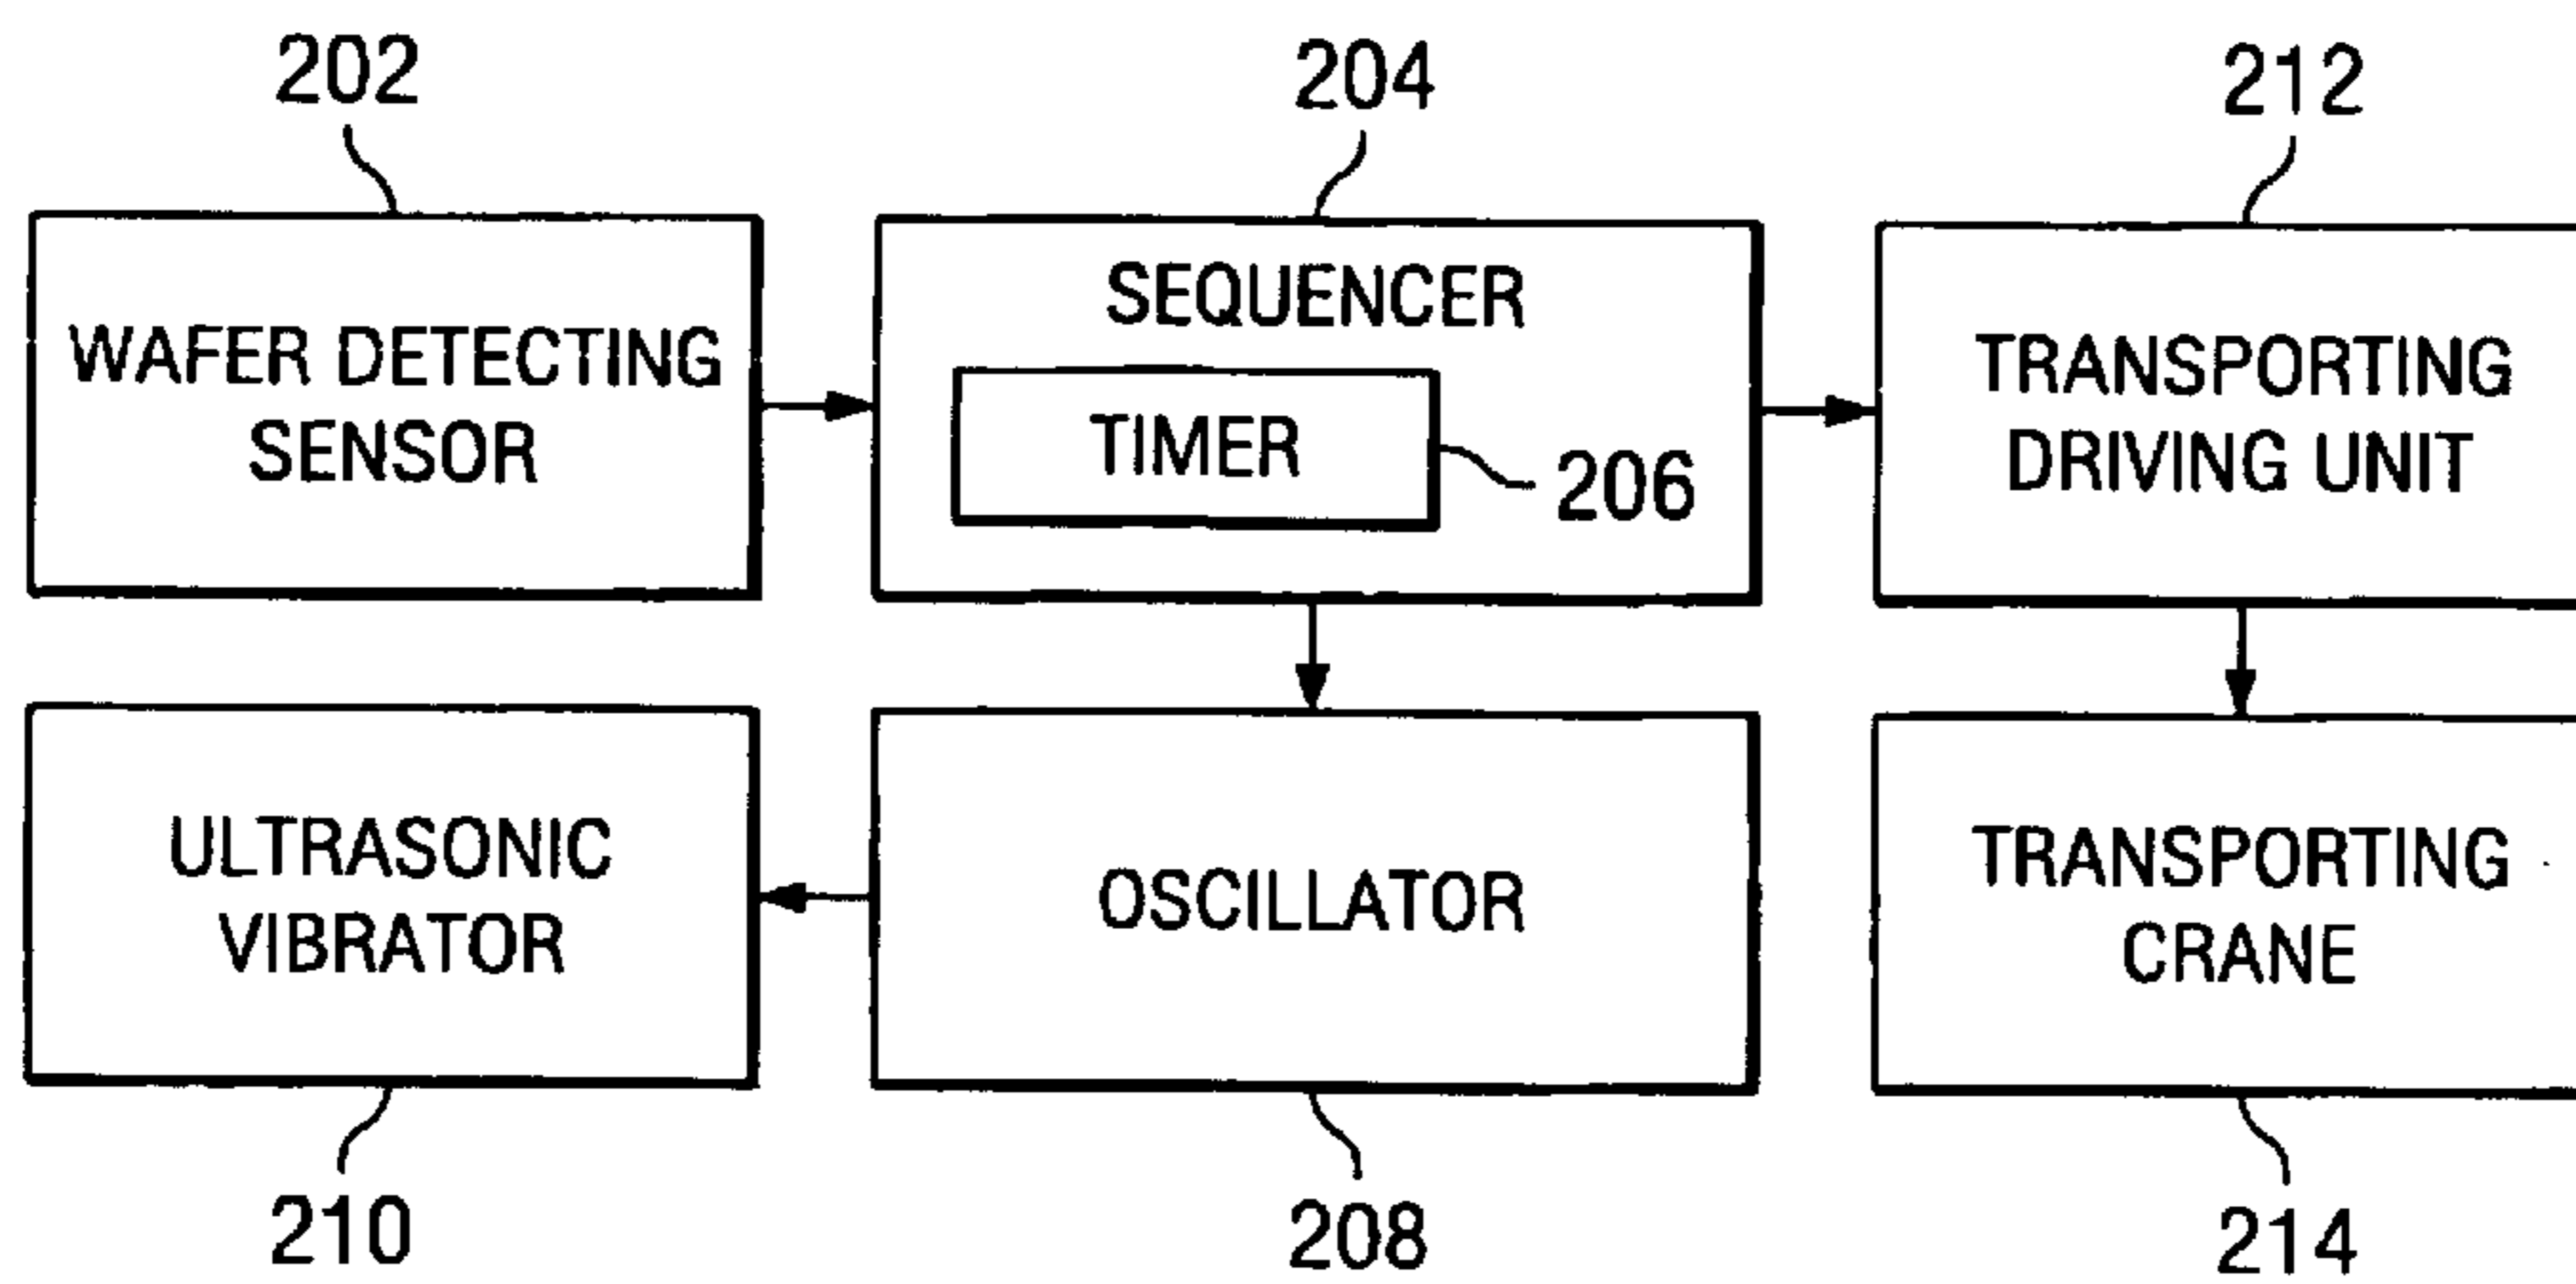 202
204
212
WAFER DETECTING
SENSOR
SEQUENCER
TIMER
206
TRANSPORTING
DRIVING UNIT
ULTRASONIC
VIBRATOR
OSCILLATOR
TRANSPORTING
CRANE
210
208
214